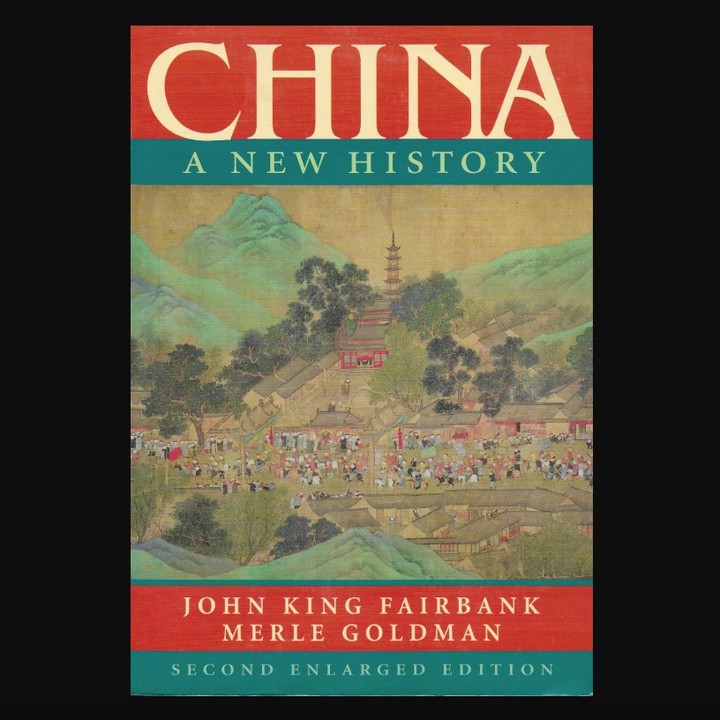 CHINA
A NEW HISTORY
JOHN KING FAIRBANK
MERLE GOLDMAN
SECOND ENLARGED EDITION